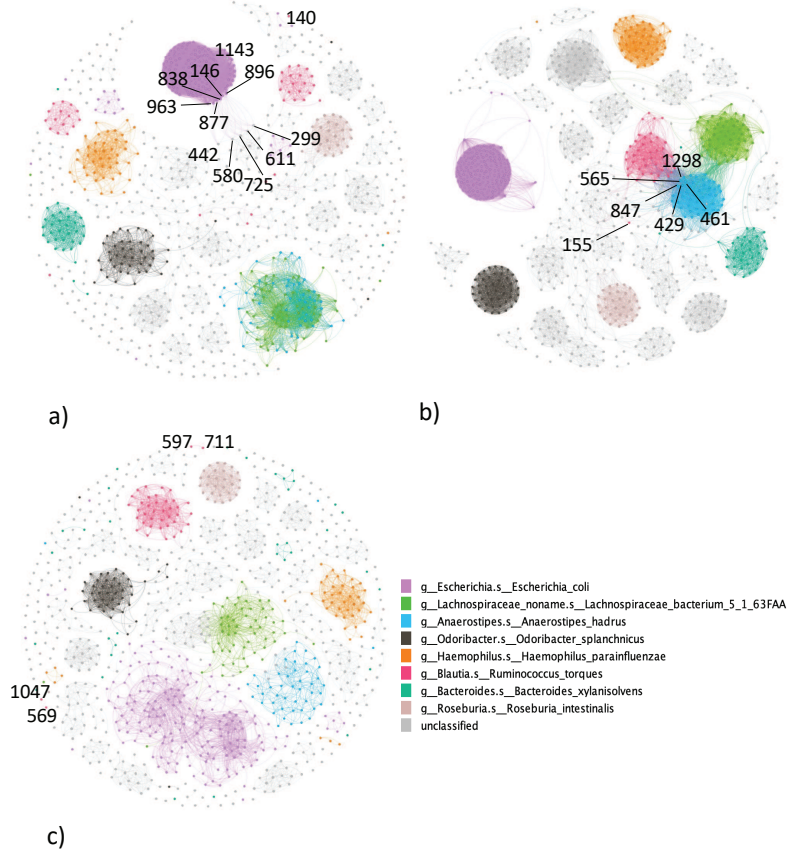 140
1143
146
838
896
963
877
299
442
611
580
725
a)
1298
565
847
461
429
155
b)
597 711
1047
569
c)
g__Escherichia.s__Escherichia_coli
g__Lachnospiraceae_noname.s__Lachnospiraceae_bacterium_5_1_63FAA
g__Anaerostipes.s__Anaerostipes_hadrus
g__Odoribacter.s__Odoribacter_splanchnicus
g__Haemophilus.s__Haemophilus_parainfluenzae
g__Blautia.s__Ruminococcus_torques
g__Bacteroides.s__Bacteroides_xylanisolvens
g__Roseburia.s__Roseburia_intestinalis
unclassified